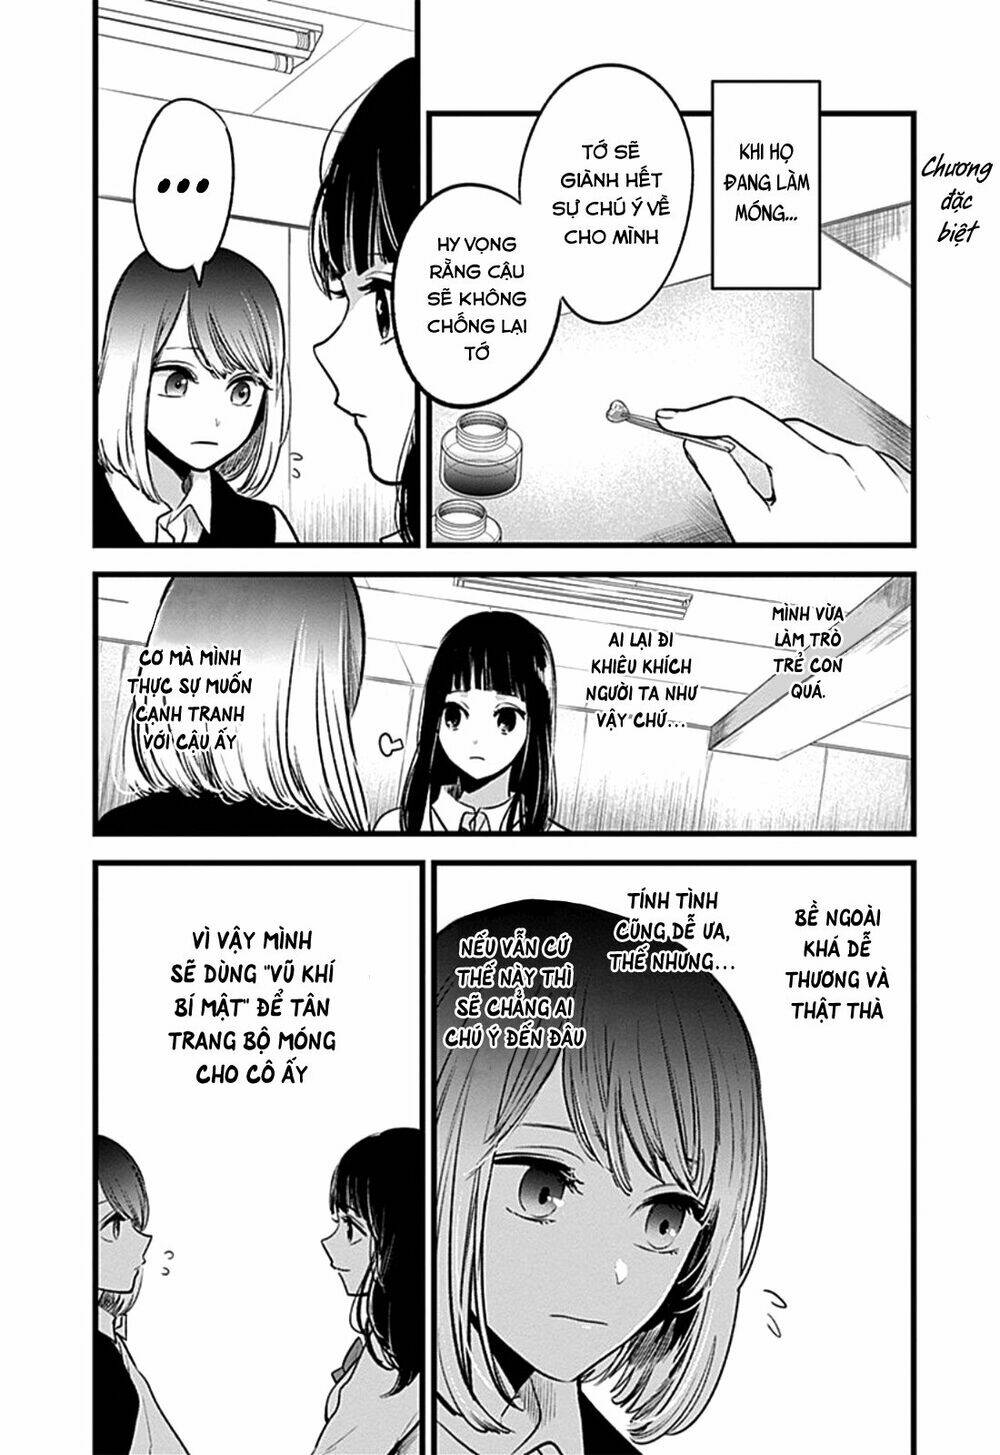 Chương
đặc
biệt
KHI HỌ
ĐANG LÀM
MÓNG...
TỚ SẼ
GIÀNH HẾT
SỰ CHÚ Ý VỀ
CHO MÌNH
HY VỌNG
RẰNG CẬU
SẼ KHÔNG
CHỐNG LẠI
TỚ
...
MÌNH VỪA
LÀM TRÒ
TRẺ CON
QUÁ.
AI LẠI ĐI
KHIÊU KHÍCH
NGƯỜI TA NHƯ
VẬY CHỨ...
CƠ MÀ MÌNH
THỰC SỰ MUỐN
CẠNH TRANH
VỚI CẬU ẤY
BỀ NGOÀI
KHÁ DỄ
THƯƠNG VÀ
THẬT THÀ
TÍNH TÌNH
CŨNG DỄ ƯA,
THẾ NHƯNG...
NẾU VẪN CỨ
THẾ NÀY THÌ
SẼ CHẲNG AI
CHÚ Ý ĐẾN ĐÂU
VÌ VẬY MÌNH
SẼ DÙNG "VŨ KHÍ
BÍ MẬT" ĐỂ TÂN
TRANG BỘ MÓNG
CHO CÔ ẤY